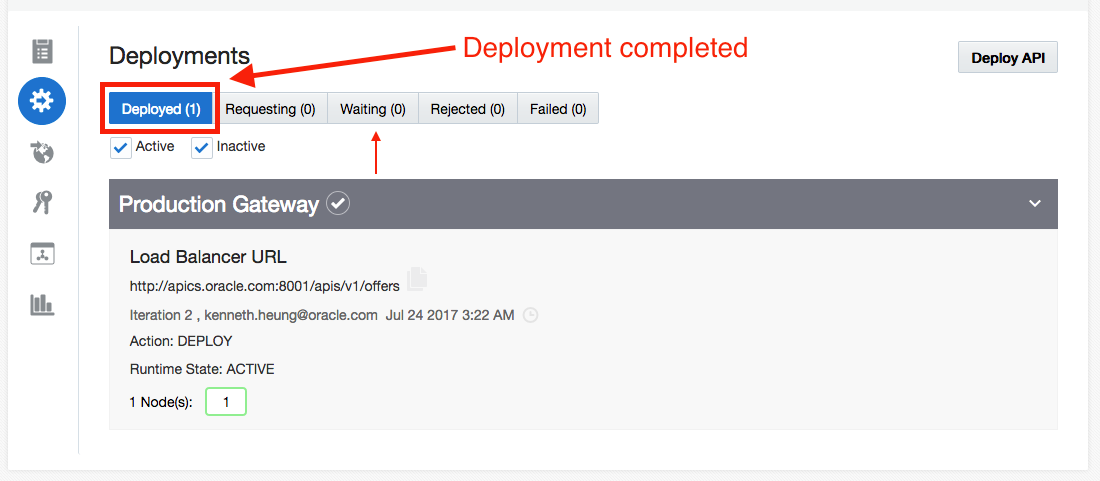 Deployment completed
Deployments
Deploy API
Deployed (1) Requesting (0) Waiting (0) Rejected (0) Failed (0)
Active Inactive
Production Gateway
Load Balancer URL
http://apics.oracle.com:8001/apis/v1/offers
Iteration 2 , kenneth.heung@oracle.com Jul 24 2017 3:22 AM
Action: DEPLOY
Runtime State: ACTIVE
1 Node(s): 1